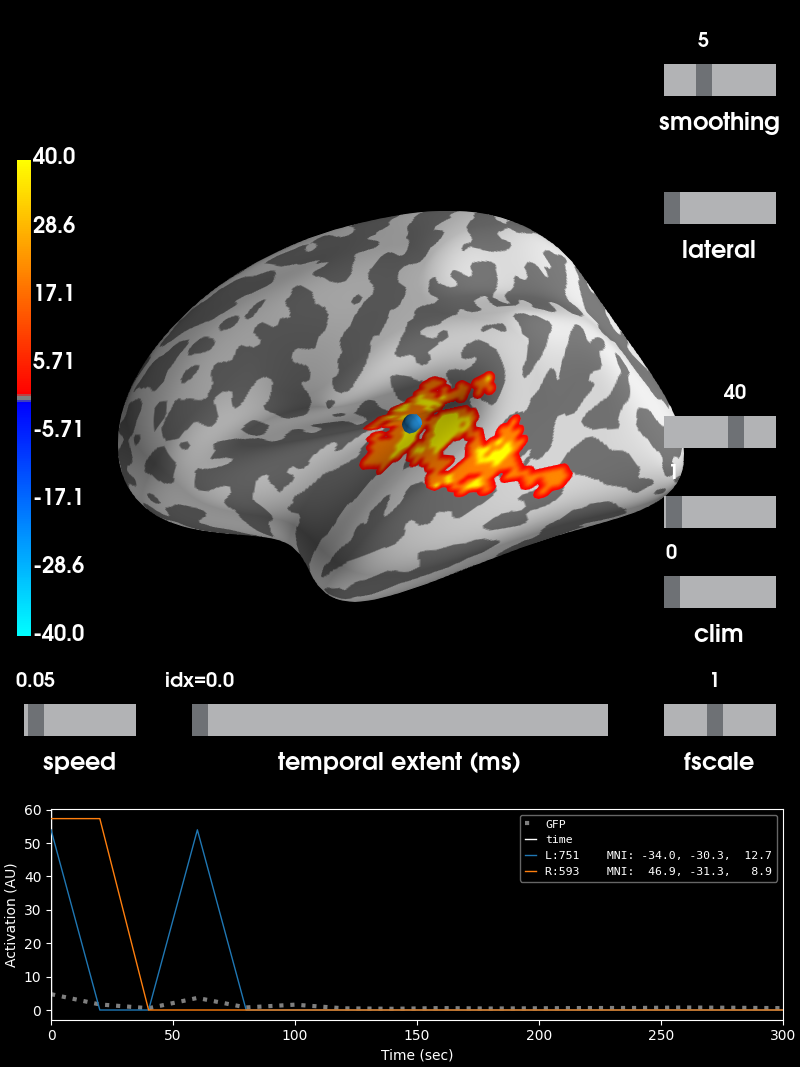 5
smoothing
lateral
40.0
28.6
17.1
5.71
-5.71
-17.1
-28.6
-40.0
40
1
0
clim
0.05
speed
idx=0.0
temporal extent (ms)
1
fscale
60
50
40
30
20
10
0
Activation (AU)
GFP
time
L:751 MNI: -34.0, -30.3, 12.7
R:593 MNI: 46.9, -31.3, 8.9
0 50 100 150 200 250 300
Time (sec)